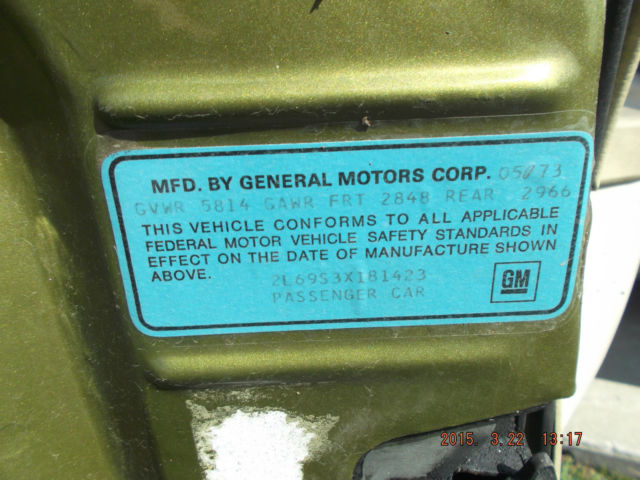 MFD. BY GENERAL MOTORS CORP. 05/73
GVWR 5814 GAWR FRT 2848 REAR 2966
THIS VEHICLE CONFORMS TO ALL APPLICABLE
FEDERAL MOTOR VEHICLE SAFETY STANDARDS IN
EFFECT ON THE DATE OF MANUFACTURE SHOWN
ABOVE.
2L69S3X181423
PASSENGER CAR
GM
2015. 3.22 13:17